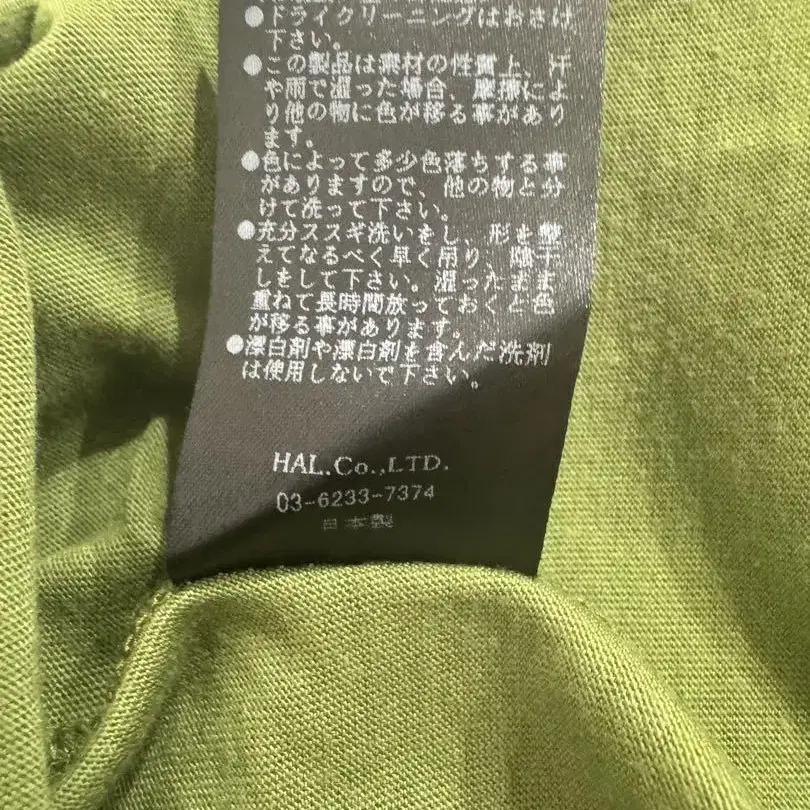 ●ドライクリーニングはおさけ
下さい。
●この製品は素材の性質上、汗
や雨で湿った場合、摩擦によ
り他の物に色が移る事があり
ます。
●色によって多少色落ちする事
がありますので、他の物と分
けて洗って下さい。
●充分ススギ洗いをし、形を整
えてなるべく早く吊り、陰干
しをして下さい。湿ったまま
重ねて長時間放っておくと色
が移る事があります。
●漂白剤や漂白剤を含んだ洗剤
は使用しないで下さい。
HAL.Co.,LTD.
03-6233-7374
日本製